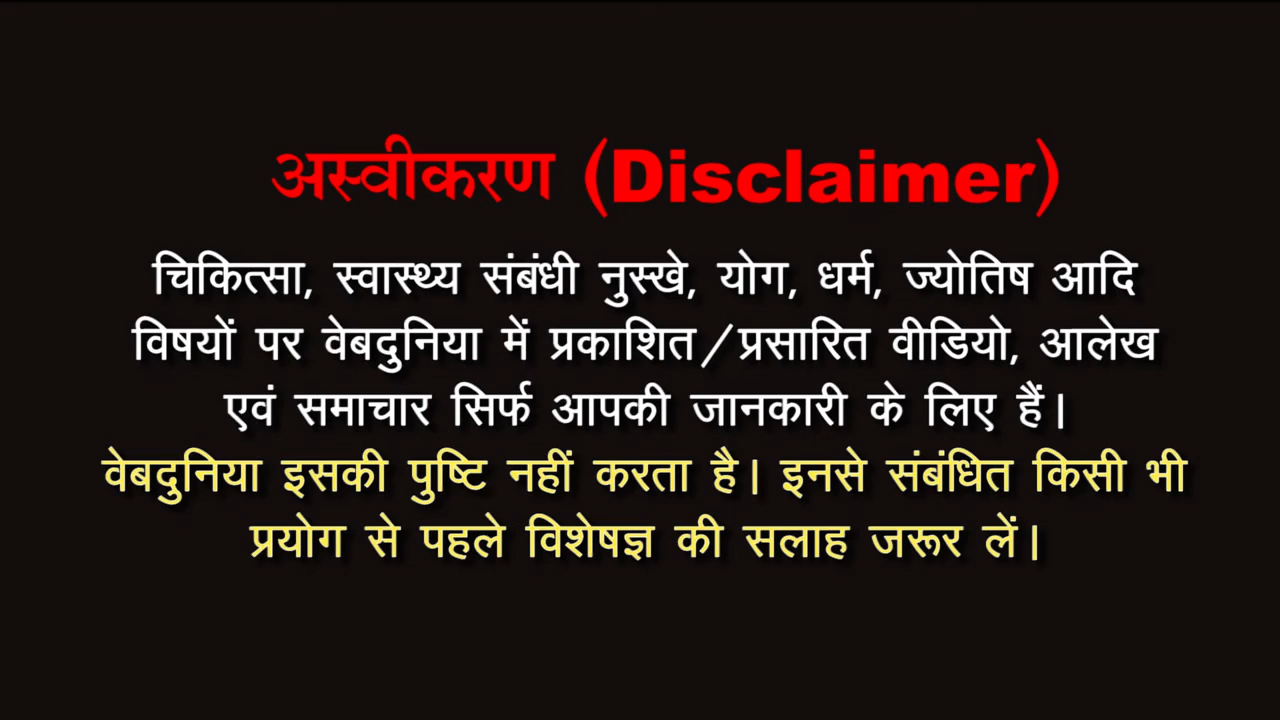 अस्वीकरण (Disclaimer)
चिकित्सा, स्वास्थ्य संबंधी नुस्खे, योग, धर्म, ज्योतिष आदि
विषयों पर वेबदुनिया में प्रकाशित/प्रसारित वीडियो, आलेख
एवं समाचार सिर्फ आपकी जानकारी के लिए हैं।
वेबदुनिया इसकी पुष्टि नहीं करता है। इनसे संबंधित किसी भी
प्रयोग से पहले विशेषज्ञ की सलाह जरूर लें।